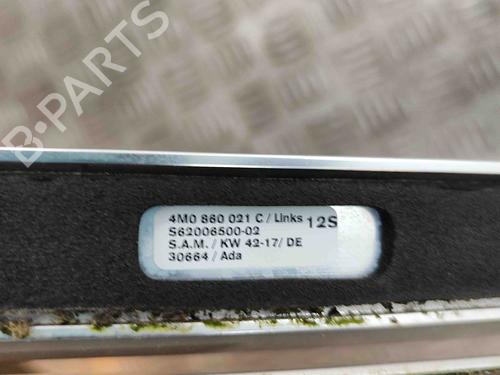 B-PARTS
4M0 860 021 C / Links 12S
S62006500-02
S.A.M. / KW 42-17/ DE
30664 / Ada